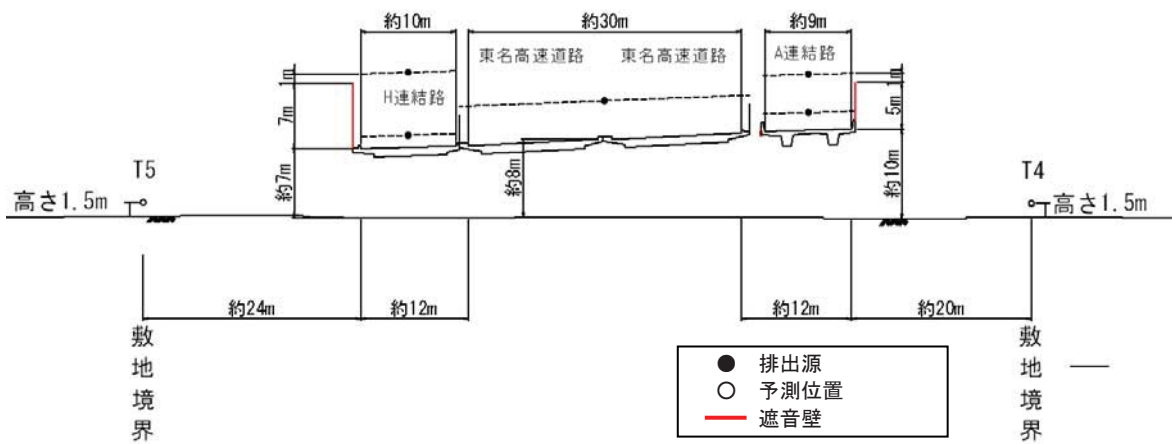 約10m
約30m
約9m
東名高速道路 東名高速道路
A連結路
H連結路
1m
7m
5m
約7m
約8m
約10m
T5
T4
高さ1.5m
高さ1.5m
約24m
約12m
約12m
約20m
敷地境界
敷地境界
排出源
予測位置
遮音壁